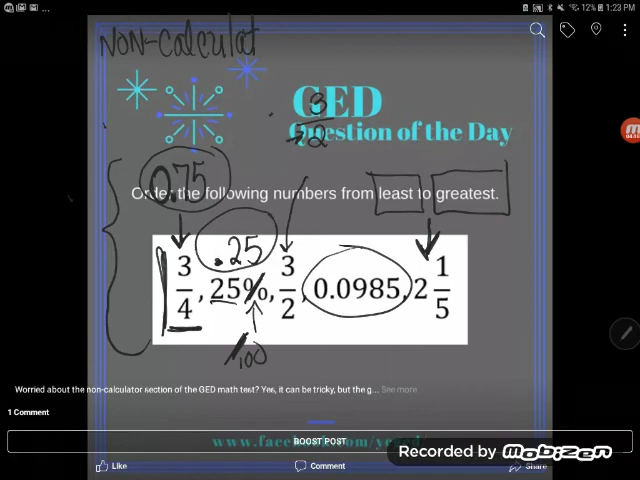 12% 1:23 PM
NON-calculat
GED
3
2
Question of the Day
0.75
Order the following numbers from least to greatest.
.25
3/4, 25%, 3/2, 0.0985, 2 1/5
/100
Worried about the non-calculator section of the GED math test? Yes, it can be tricky, but the g... See more
1 Comment
BOOST POST
Recorded by mobizen
Like Comment Share